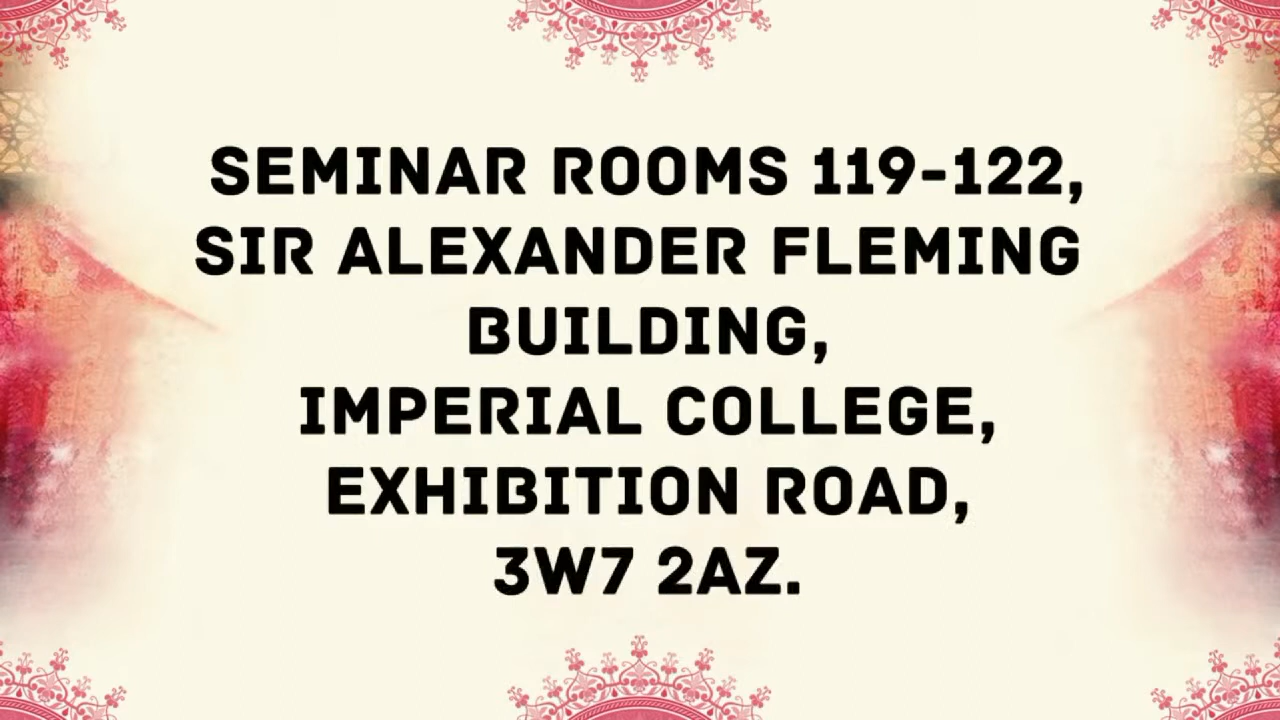 SEMINAR ROOMS 119-122,
SIR ALEXANDER FLEMING
BUILDING,
IMPERIAL COLLEGE,
EXHIBITION ROAD,
3W7 2AZ.